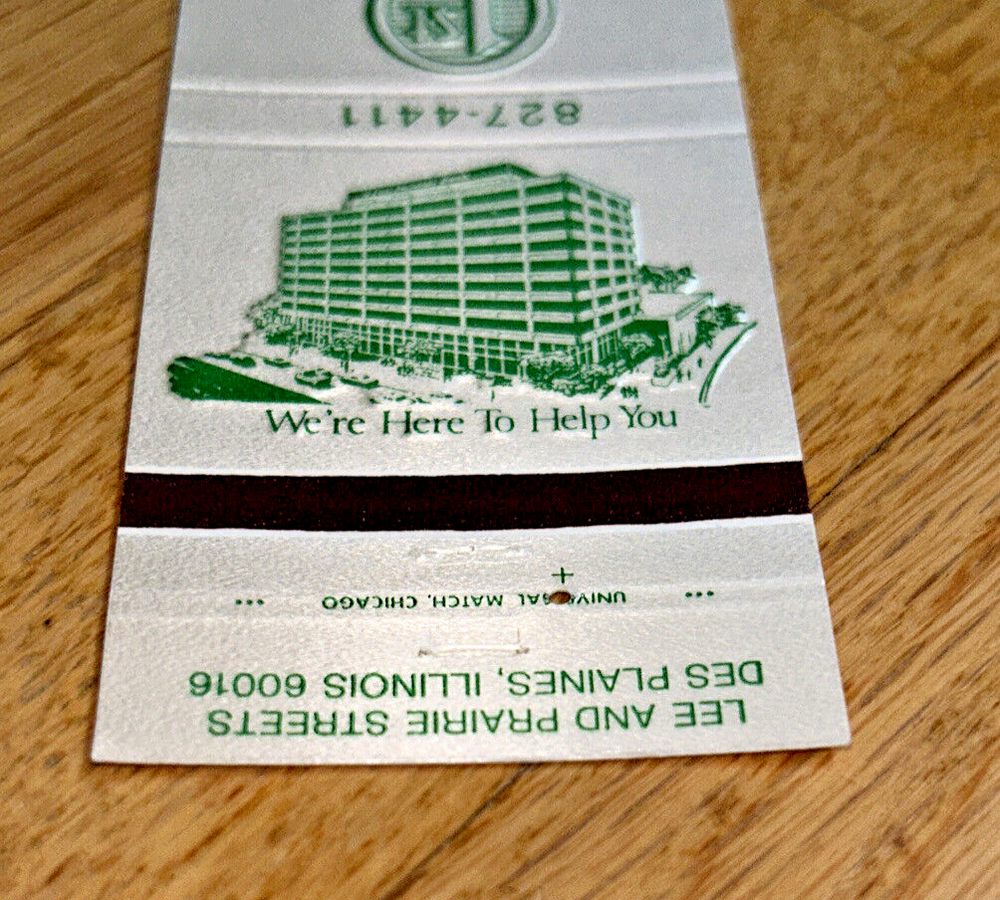 827-4411
We're Here To Help You
... UNIVERSAL MATCH, CHICAGO ...
LEE AND PRAIRIE STREETS
DES PLAINES, ILLINOIS 60016